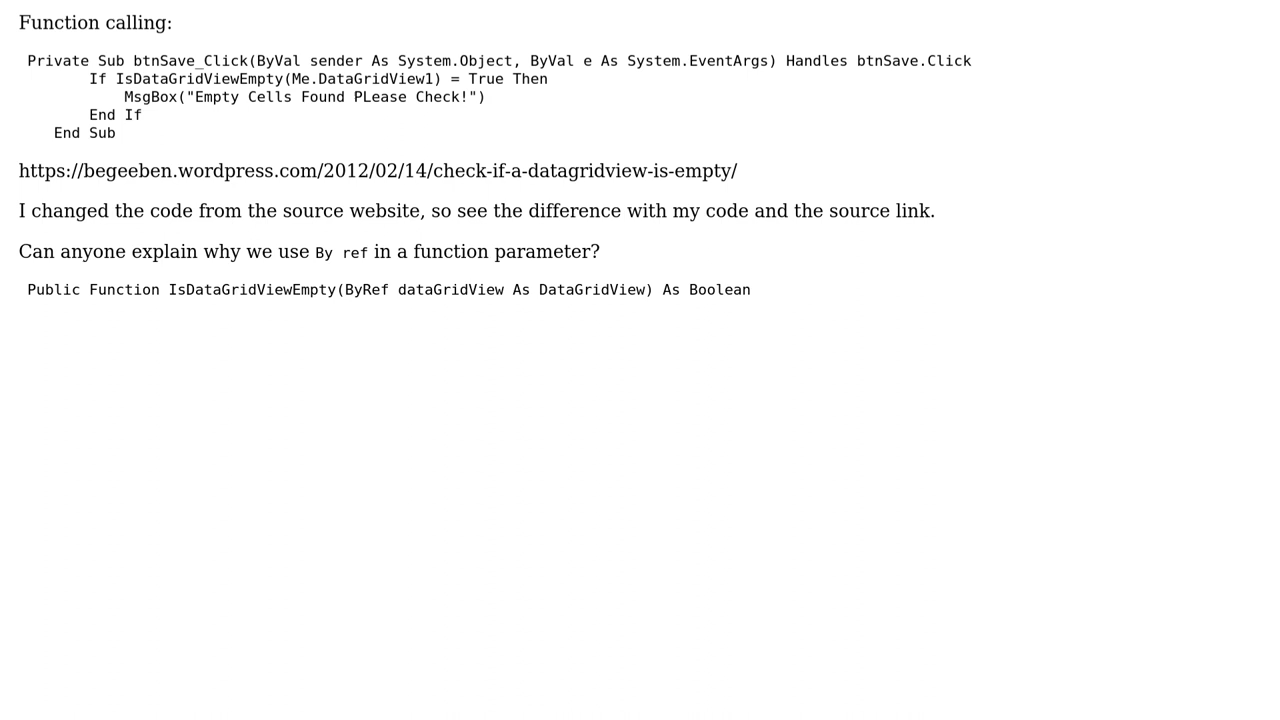 Function calling:
Private Sub btnSave_Click(ByVal sender As System.Object, ByVal e As System.EventArgs) Handles btnSave.Click
If IsDataGridViewEmpty(Me.DataGridView1) = True Then
MsgBox("Empty Cells Found PLease Check!")
End If
End Sub
https://begeeben.wordpress.com/2012/02/14/check-if-a-datagridview-is-empty/
I changed the code from the source website, so see the difference with my code and the source link.
Can anyone explain why we use By ref in a function parameter?
Public Function IsDataGridViewEmpty(ByRef dataGridView As DataGridView) As Boolean